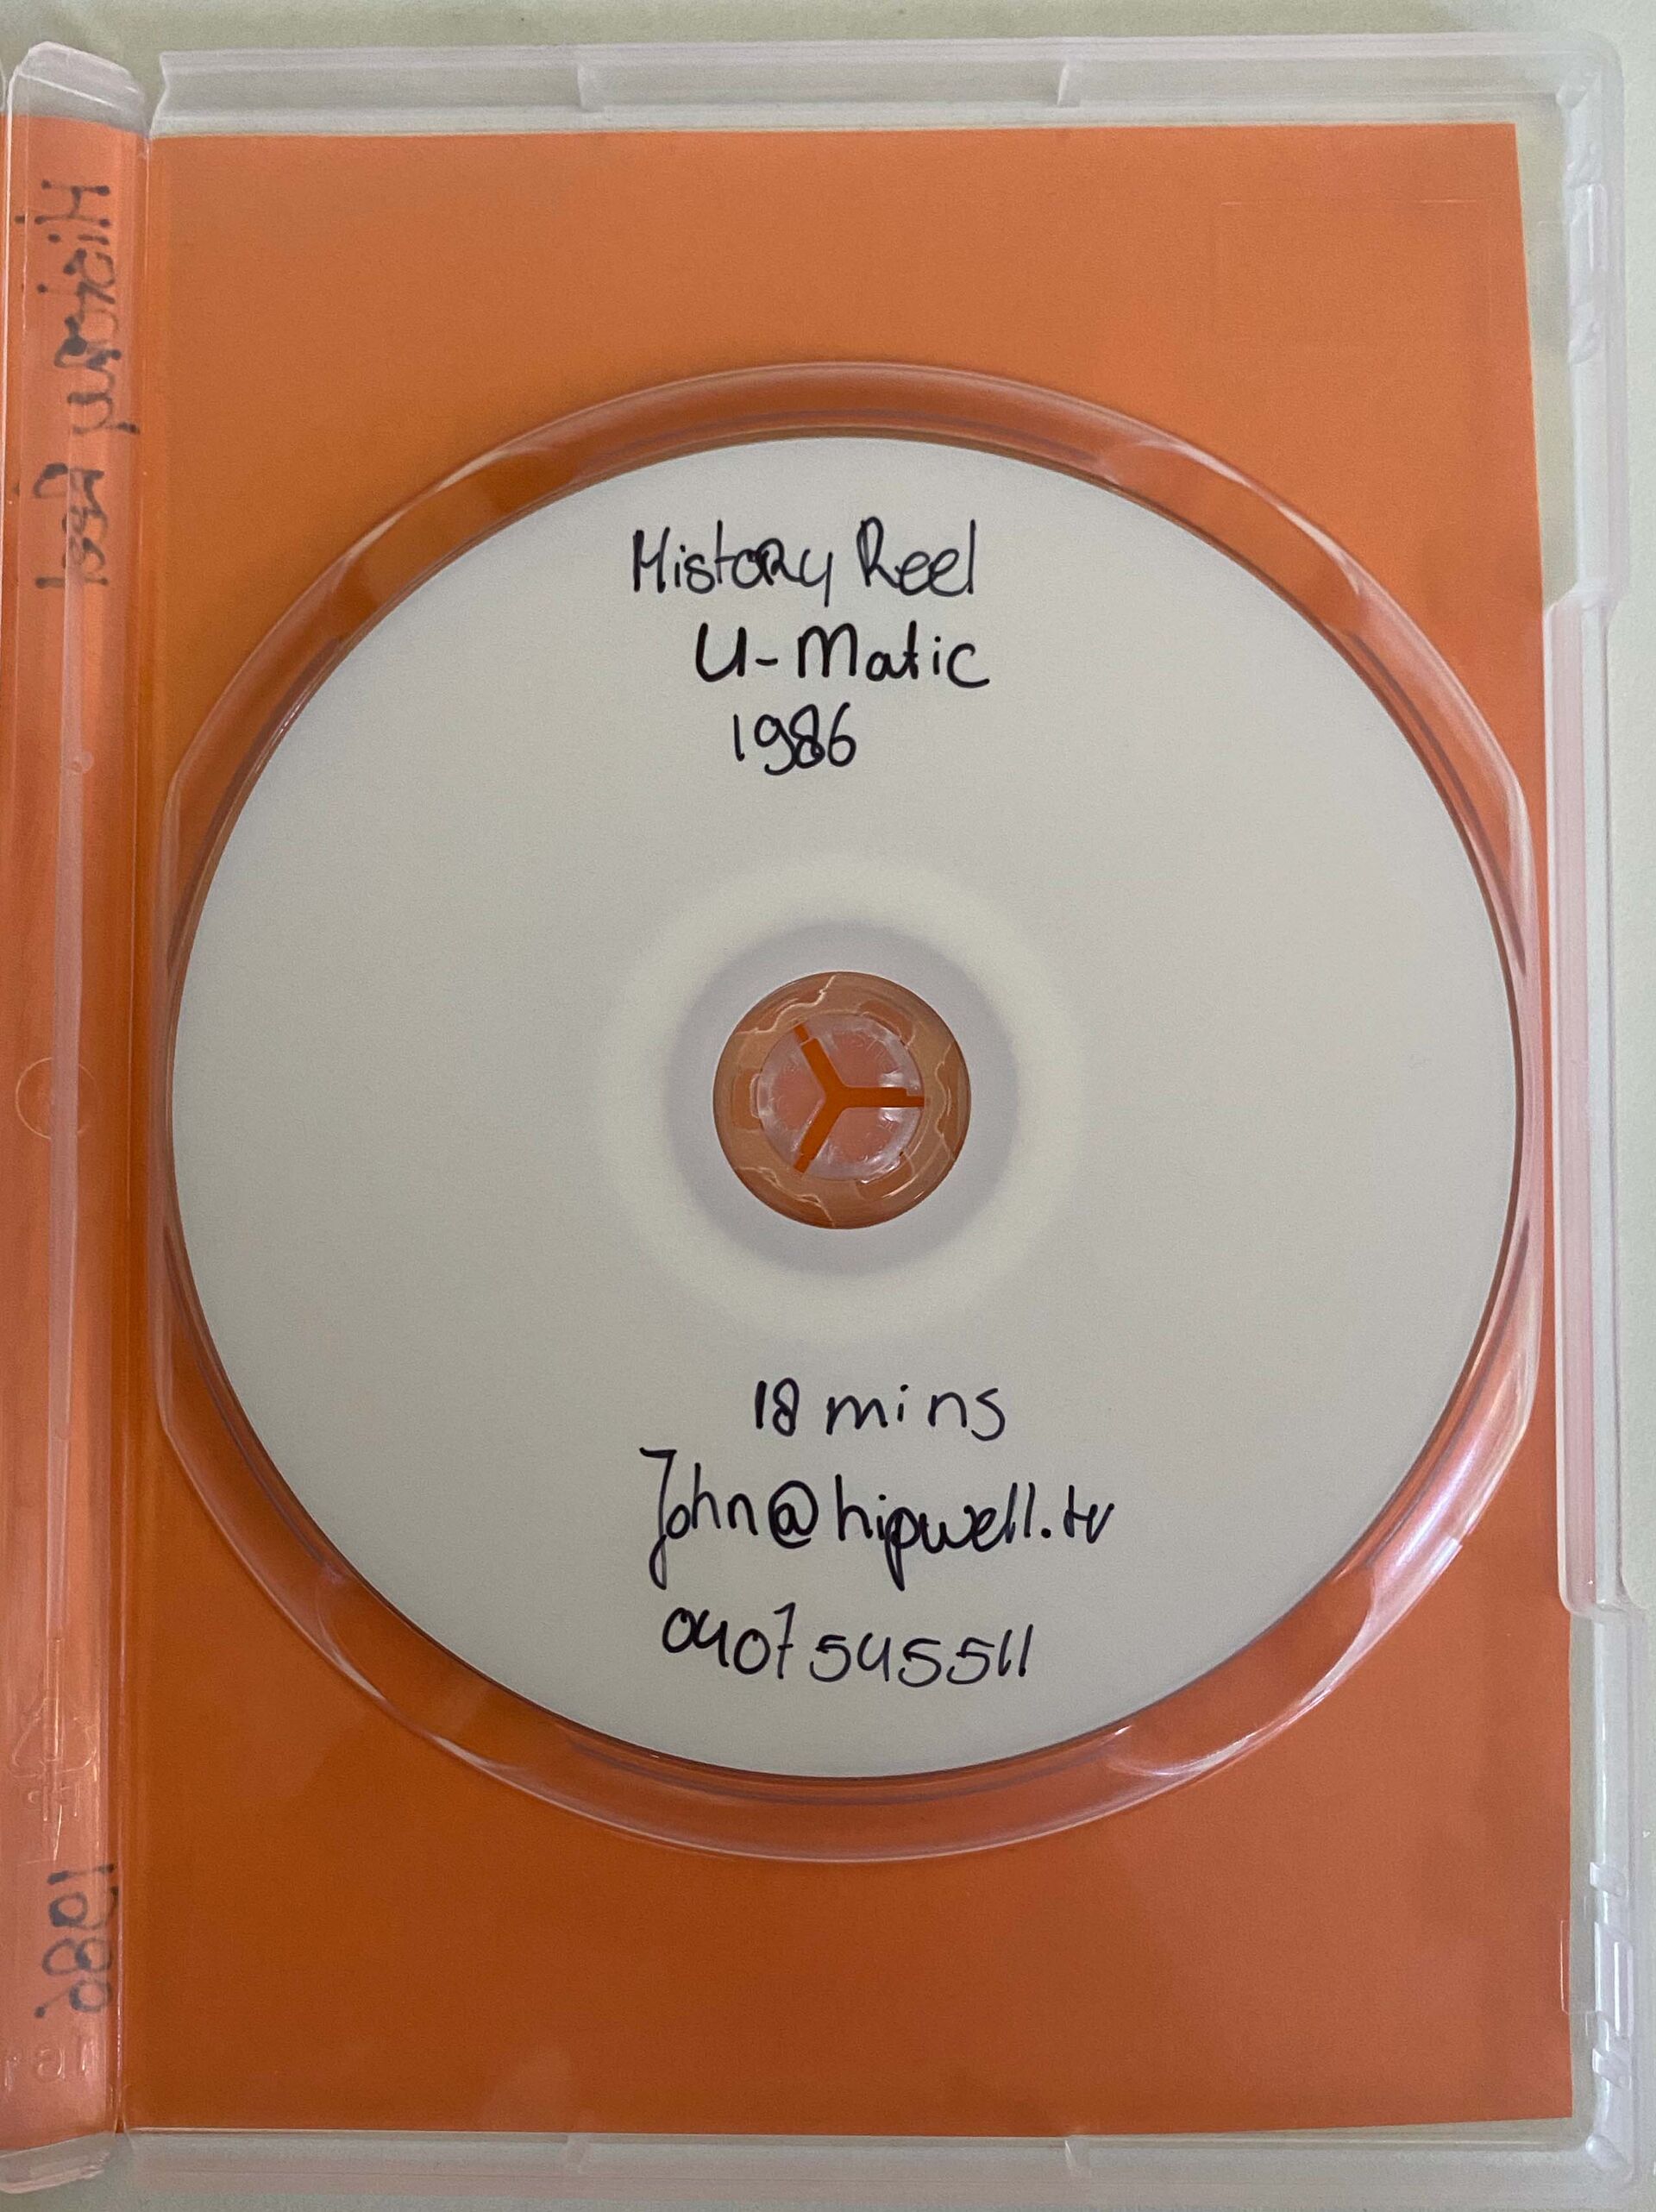 History Reel
U-Matic
1986
18 mins
John@hipwell.tv
0407545511
History Reel
1986